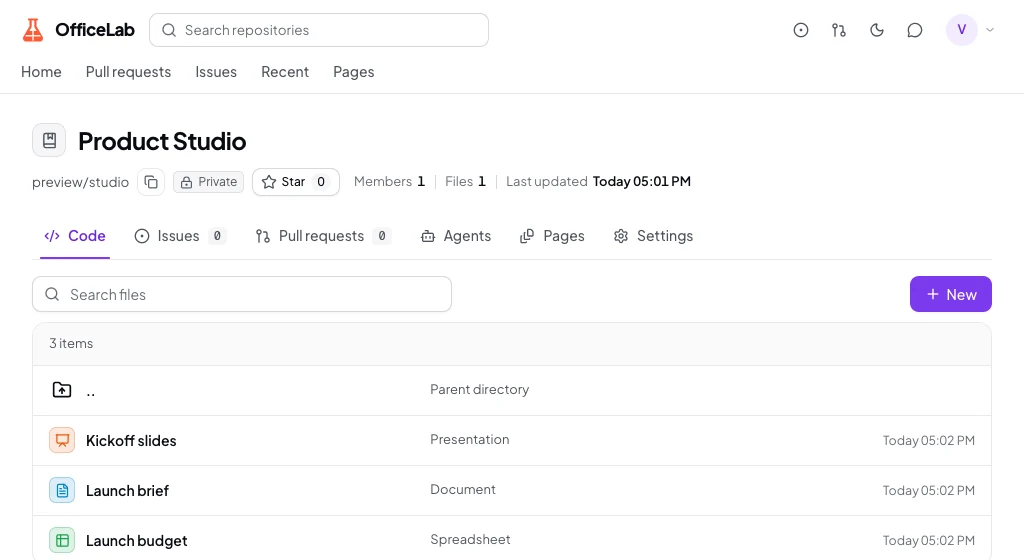 OfficeLab
Search repositories
V
Home Pull requests Issues Recent Pages
Product Studio
preview/studio Private Star 0 Members 1 Files 1 Last updated Today 05:01 PM
Code Issues 0 Pull requests 0 Agents Pages Settings
Search files
New
3 items
.. Parent directory
Kickoff slides Presentation Today 05:02 PM
Launch brief Document Today 05:02 PM
Launch budget Spreadsheet Today 05:02 PM